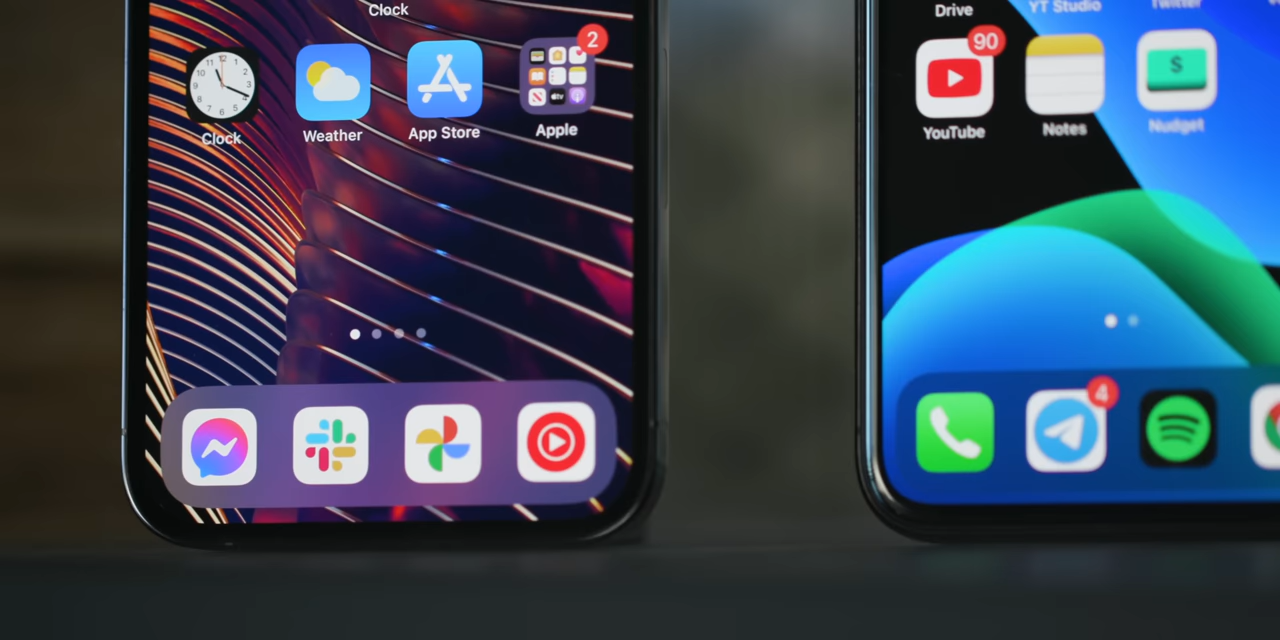 Clock
Drive
YT Studio
Twitter
2
90
Clock
Weather
App Store
Apple
YouTube
Notes
Nudget
4